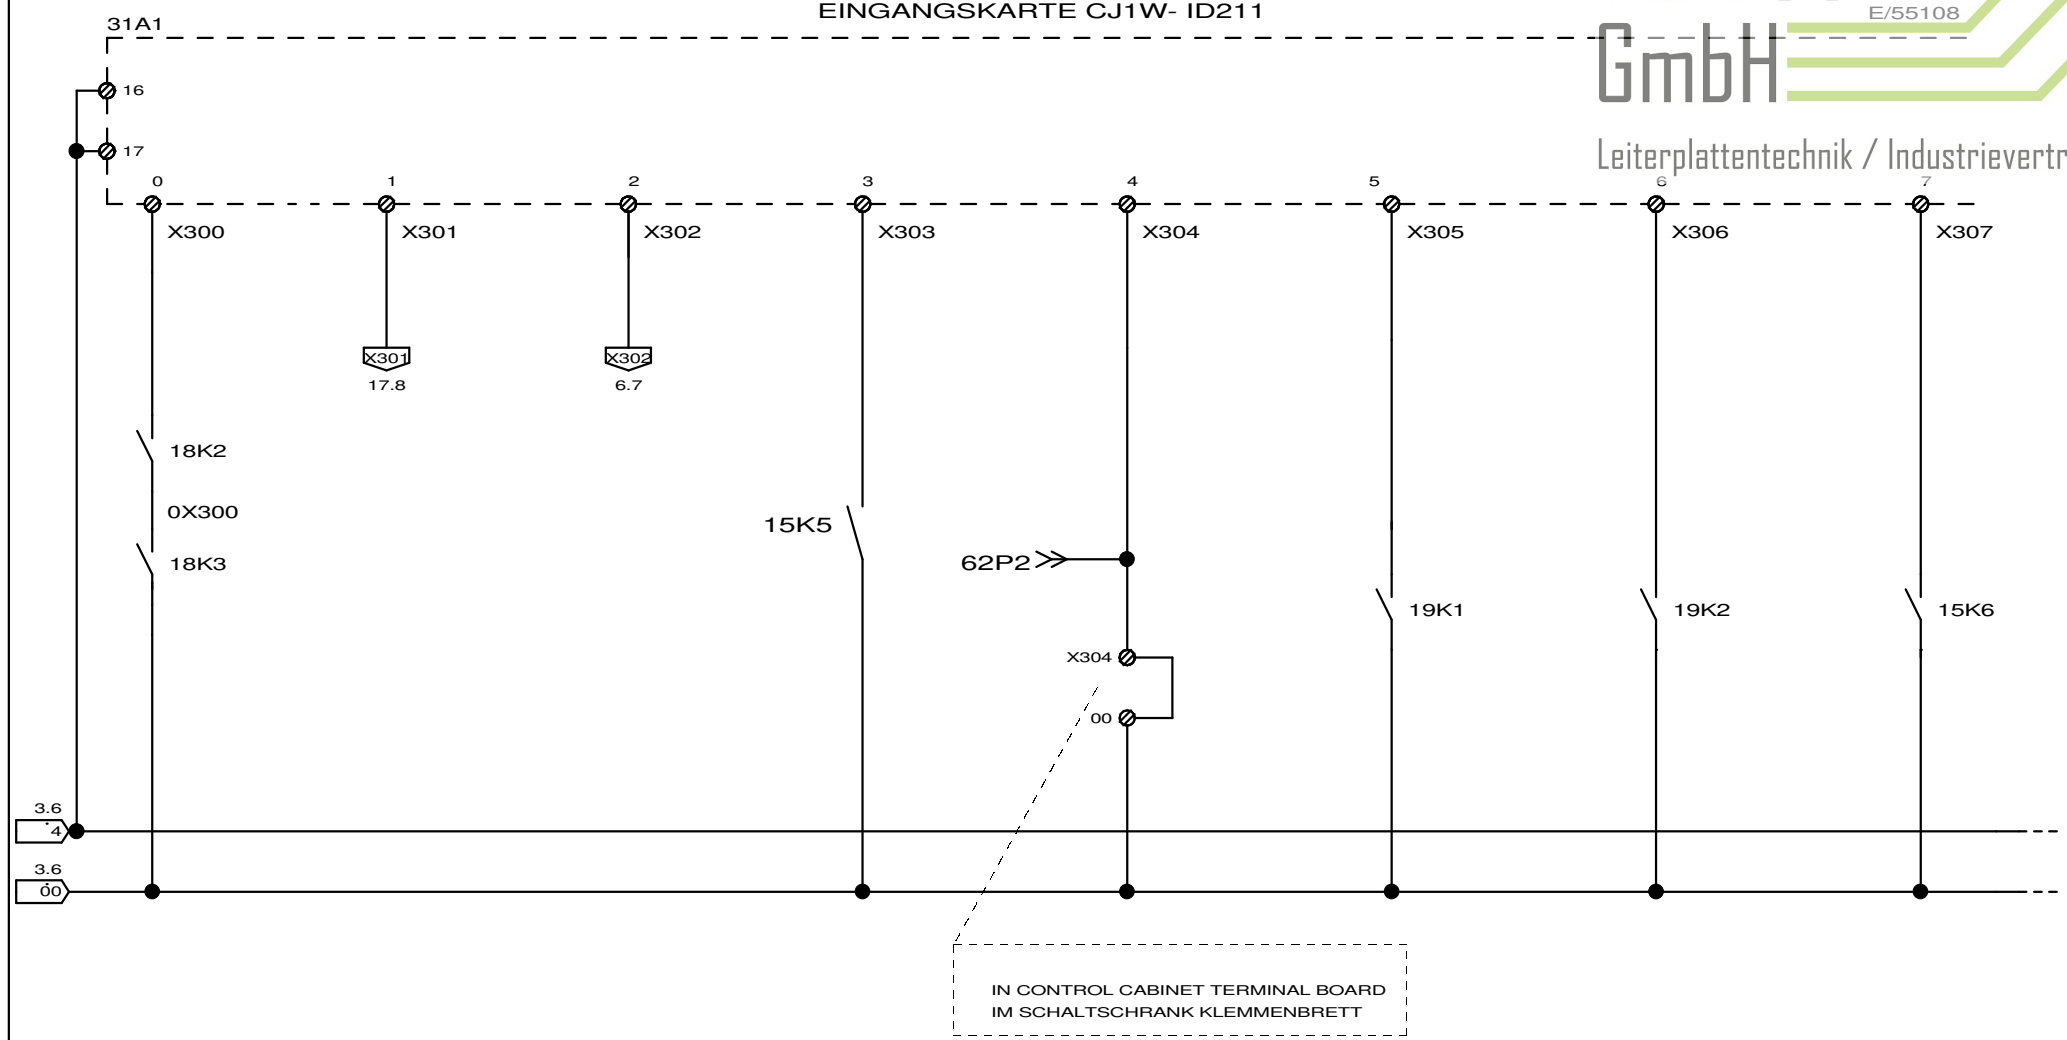 EINGANGSKARTE CJ1W- ID211
E/55108
31A1
GmbH
16
17
Leiterplattentechnik / Industrievertr
0 1 2 3 4 5 6 7
X300 X301 X302 X303 X304 X305 X306 X307
X301 X302
17.8 6.7
18K2
0X300
15K5
18K3
62P2
19K1 19K2 15K6
X304
00
3.6
4
3.6
00
IN CONTROL CABINET TERMINAL BOARD
IM SCHALTSCHRANK KLEMMENBRETT